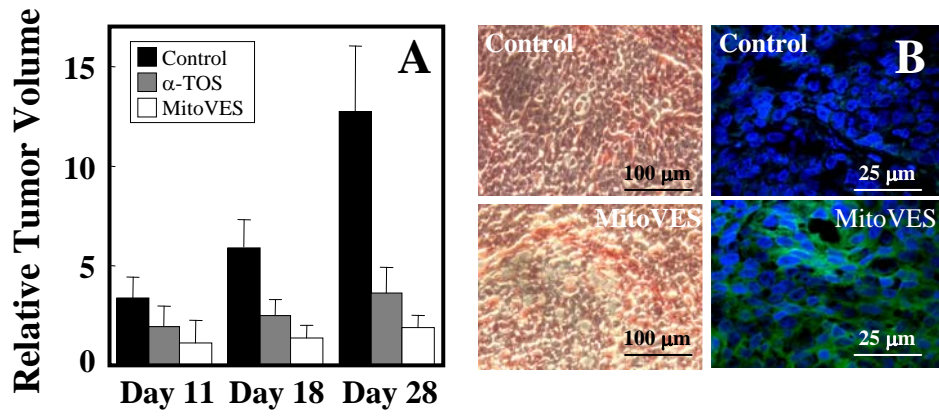 Relative Tumor Volume
15
10
5
0
Control
α-TOS
MitoVES
A
Day 11 Day 18 Day 28
Control
100 μm
Control
B
25 μm
MitoVES
100 μm
MitoVES
25 μm